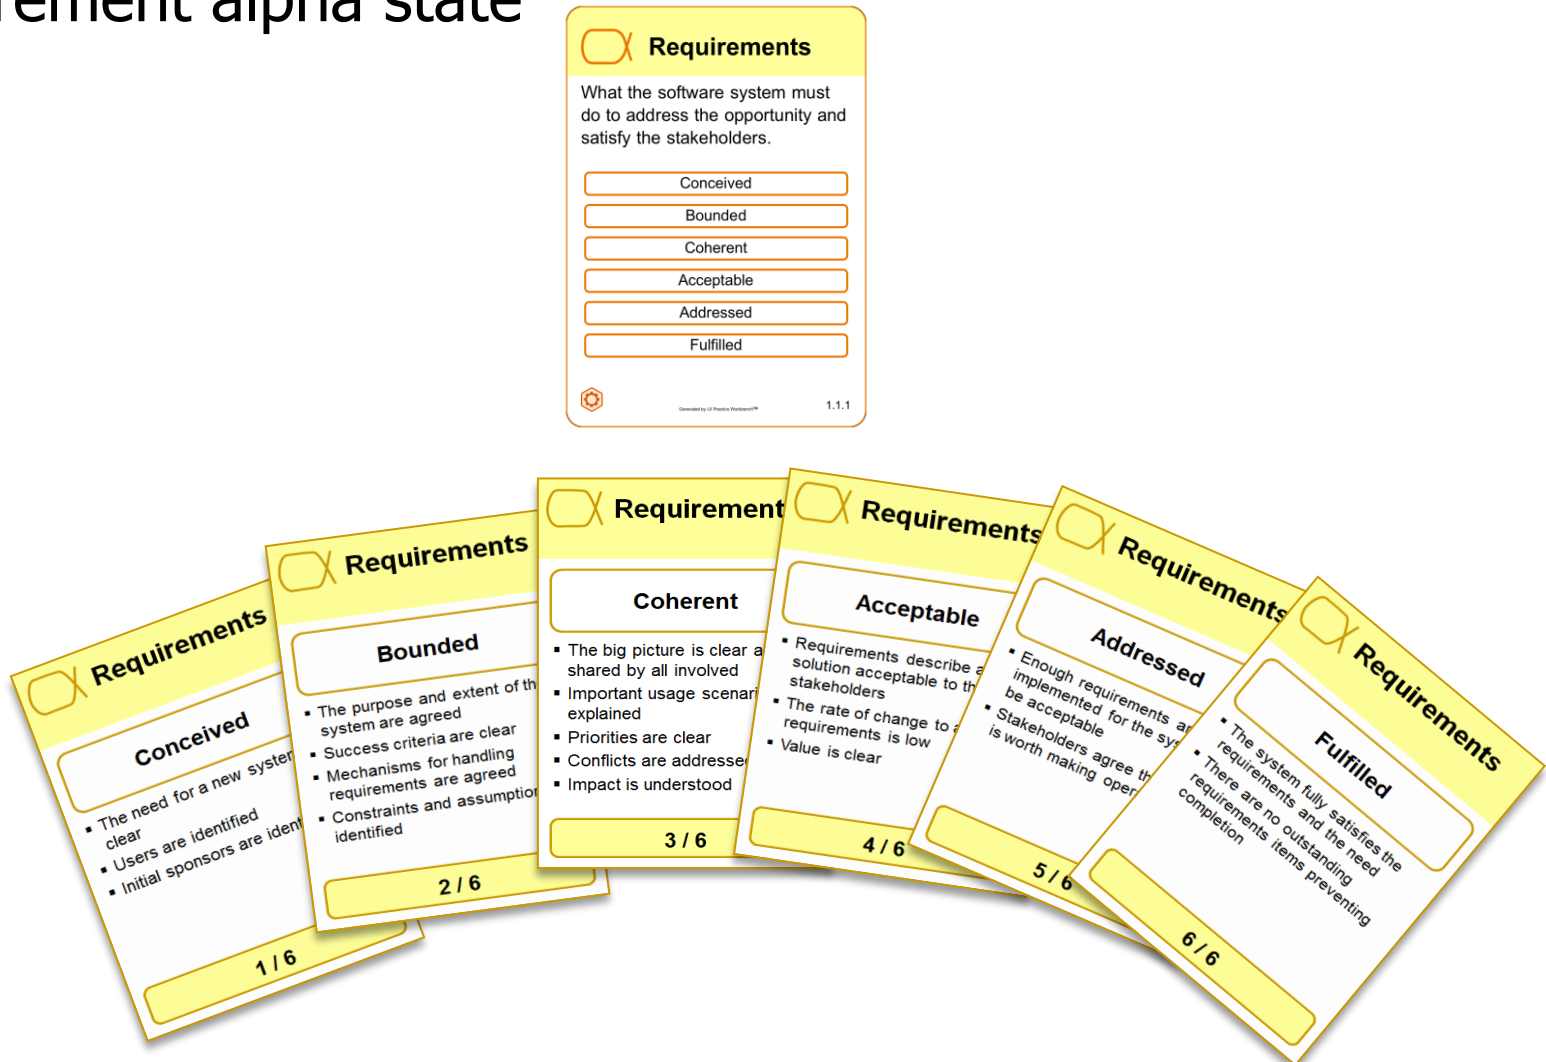 rement alpha state
Requirements
What the software system must
do to address the opportunity and
satisfy the stakeholders.
Conceived
Bounded
Coherent
Acceptable
Addressed
Fulfilled
Generated by IJI Practice Workbench™
1.1.1
Requirements
Conceived
▪ The need for a new system
clear
▪ Users are identified
▪ Initial sponsors are ident
1 / 6
Requirements
Bounded
▪ The purpose and extent of th
system are agreed
▪ Success criteria are clear
▪ Mechanisms for handling
requirements are agreed
▪ Constraints and assumption
identified
2 / 6
Requirement
Coherent
▪ The big picture is clear a
shared by all involved
▪ Important usage scenari
explained
▪ Priorities are clear
▪ Conflicts are addressed
▪ Impact is understood
3 / 6
Requirements
Acceptable
▪ Requirements describe a
solution acceptable to th
stakeholders
▪ The rate of change to a
requirements is low
▪ Value is clear
4 / 6
Requirements
Addressed
▪ Enough requirements ar
implemented for the sys
be acceptable
▪ Stakeholders agree th
is worth making oper
5 / 6
Requirements
Fulfilled
▪ The system fully satisfies the
requirements and the need
▪ There are no outstanding
requirements items preventing
completion
6 / 6